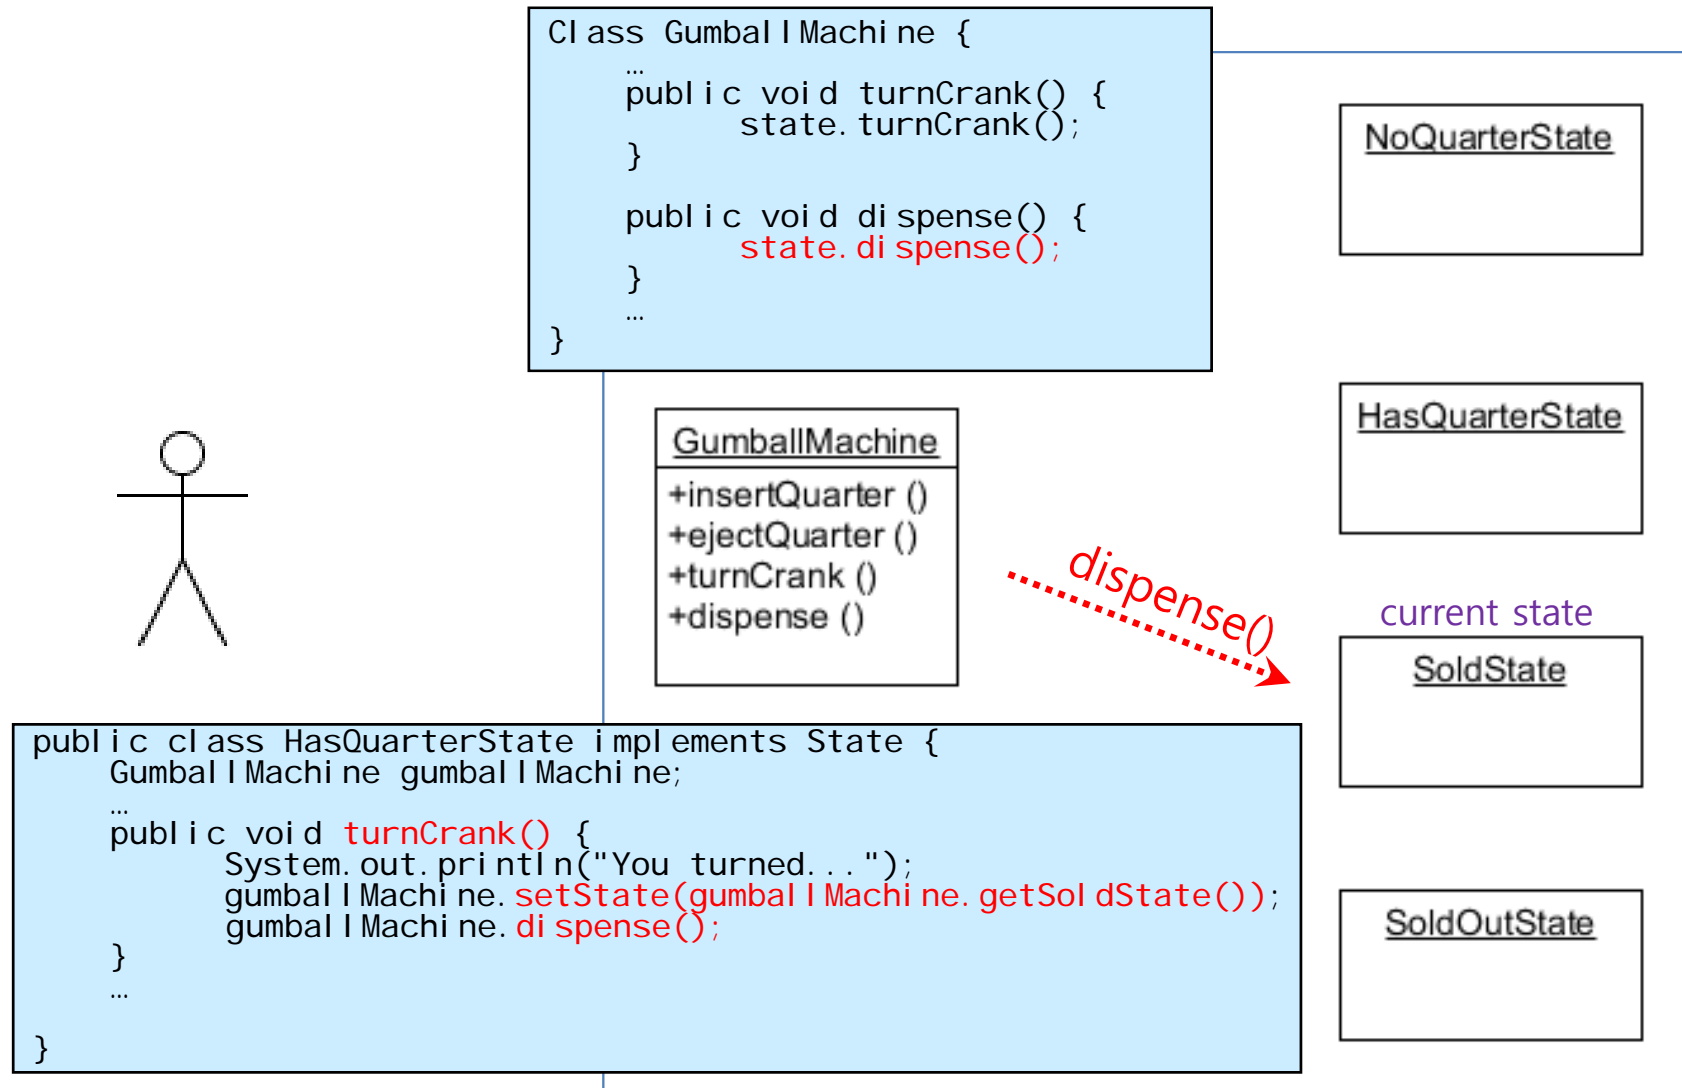 Class GumballMachine {
…
public void turnCrank() {
state.turnCrank();
}
public void dispense() {
state.dispense();
}
…
}
NoQuarterState
HasQuarterState
GumballMachine
+insertQuarter ()
+ejectQuarter ()
+turnCrank ()
+dispense ()
dispense()
current state
SoldState
public class HasQuarterState implements State {
GumballMachine gumballMachine;
…
public void turnCrank() {
System.out.println("You turned...");
gumballMachine.setState(gumballMachine.getSoldState());
gumballMachine.dispense();
}
…
}
SoldOutState